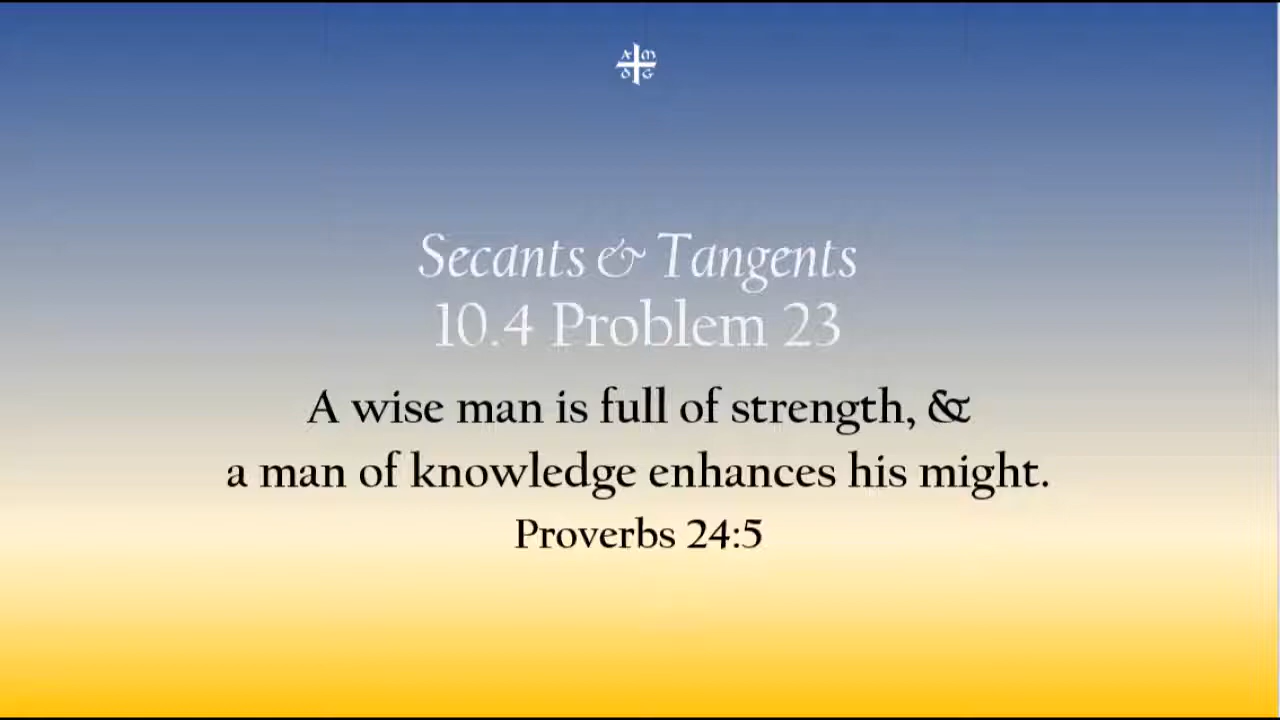 A M
D G
Secants & Tangents
10.4 Problem 23
A wise man is full of strength, &
a man of knowledge enhances his might.
Proverbs 24:5